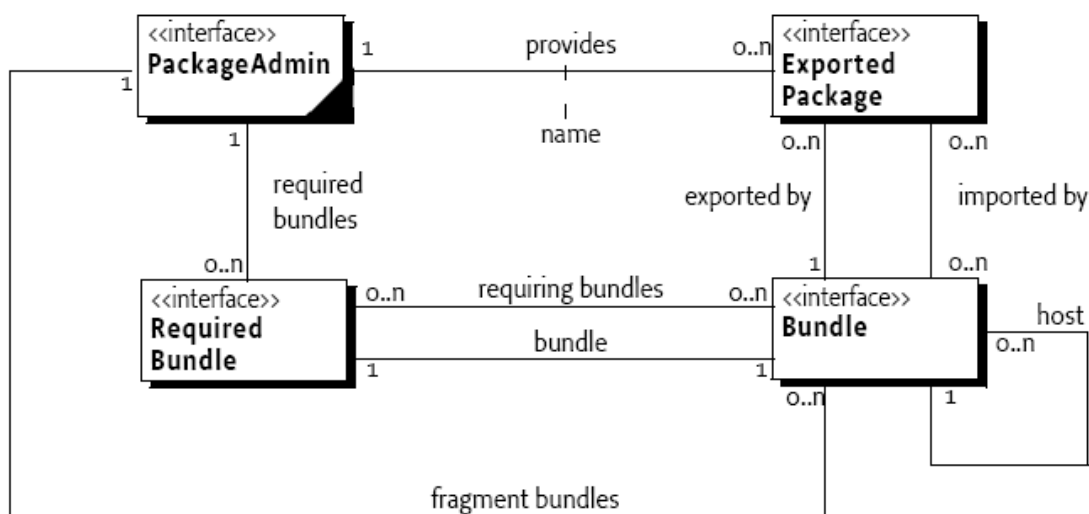 <<interface>>
PackageAdmin
1
provides
0..n
<<interface>>
Exported
Package
1
name
1
required
bundles
0..n
0..n
exported by
imported by
0..n
1
0..n
<<interface>>
Required
Bundle
0..n
requiring bundles
0..n
<<interface>>
Bundle
host
0..n
bundle
1
1
0..n
1
fragment bundles